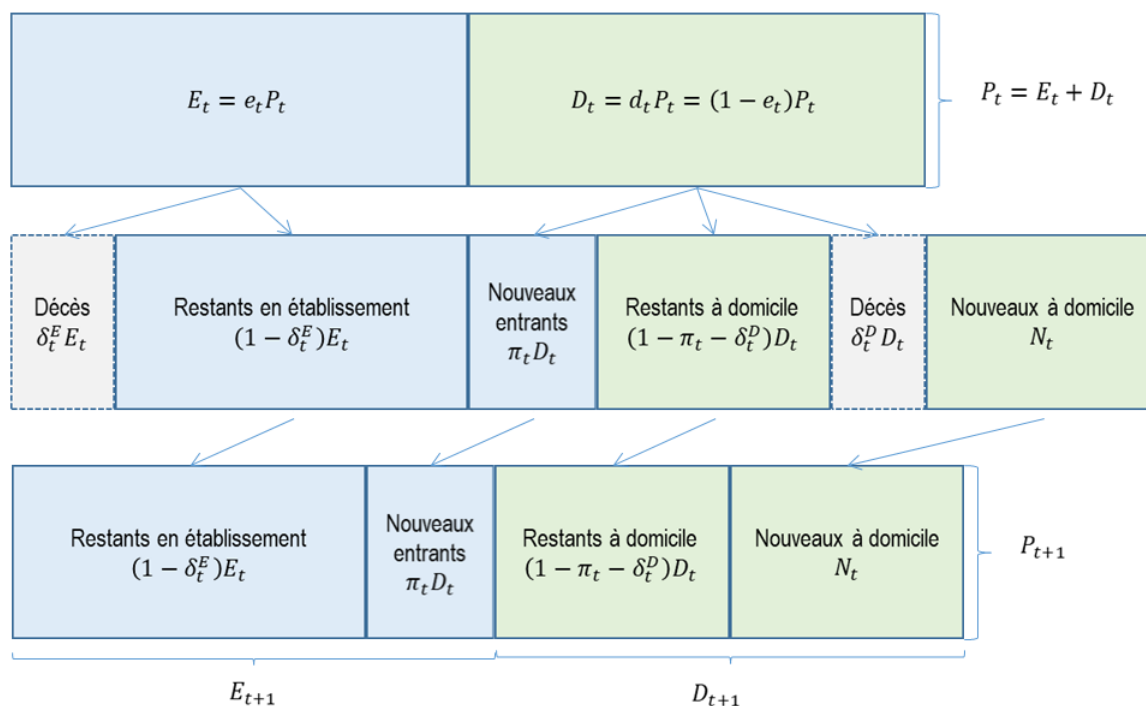 E_t = e_t P_t
D_t = d_t P_t = (1 − e_t)P_t
P_t = E_t + D_t
Décès
δ_t^E E_t
Restants en établissement
(1 − δ_t^E)E_t
Nouveaux
entrants
π_t D_t
Restants à domicile
(1 − π_t − δ_t^D)D_t
Décès
δ_t^D D_t
Nouveaux à domicile
N_t
Restants en établissement
(1 − δ_t^E)E_t
Nouveaux
entrants
π_t D_t
Restants à domicile
(1 − π_t − δ_t^D)D_t
Nouveaux à domicile
N_t
P_{t+1}
E_{t+1}
D_{t+1}